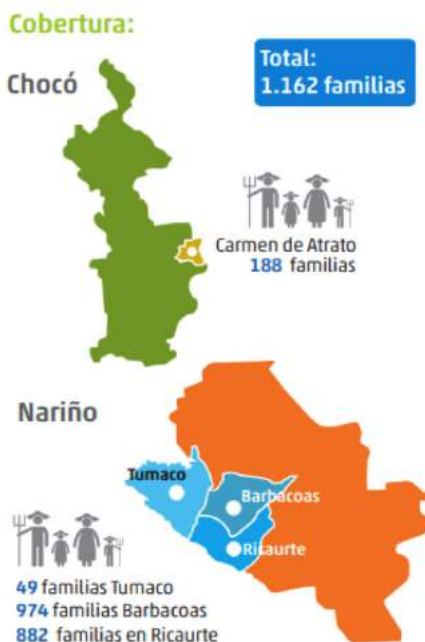 Cobertura:
Total:
1.162 familias
Chocó
Carmen de Atrato
188 familias
Nariño
Tumaco
Barbacoas
Ricaurte
49 familias Tumaco
974 familias Barbacoas
882 familias en Ricaurte